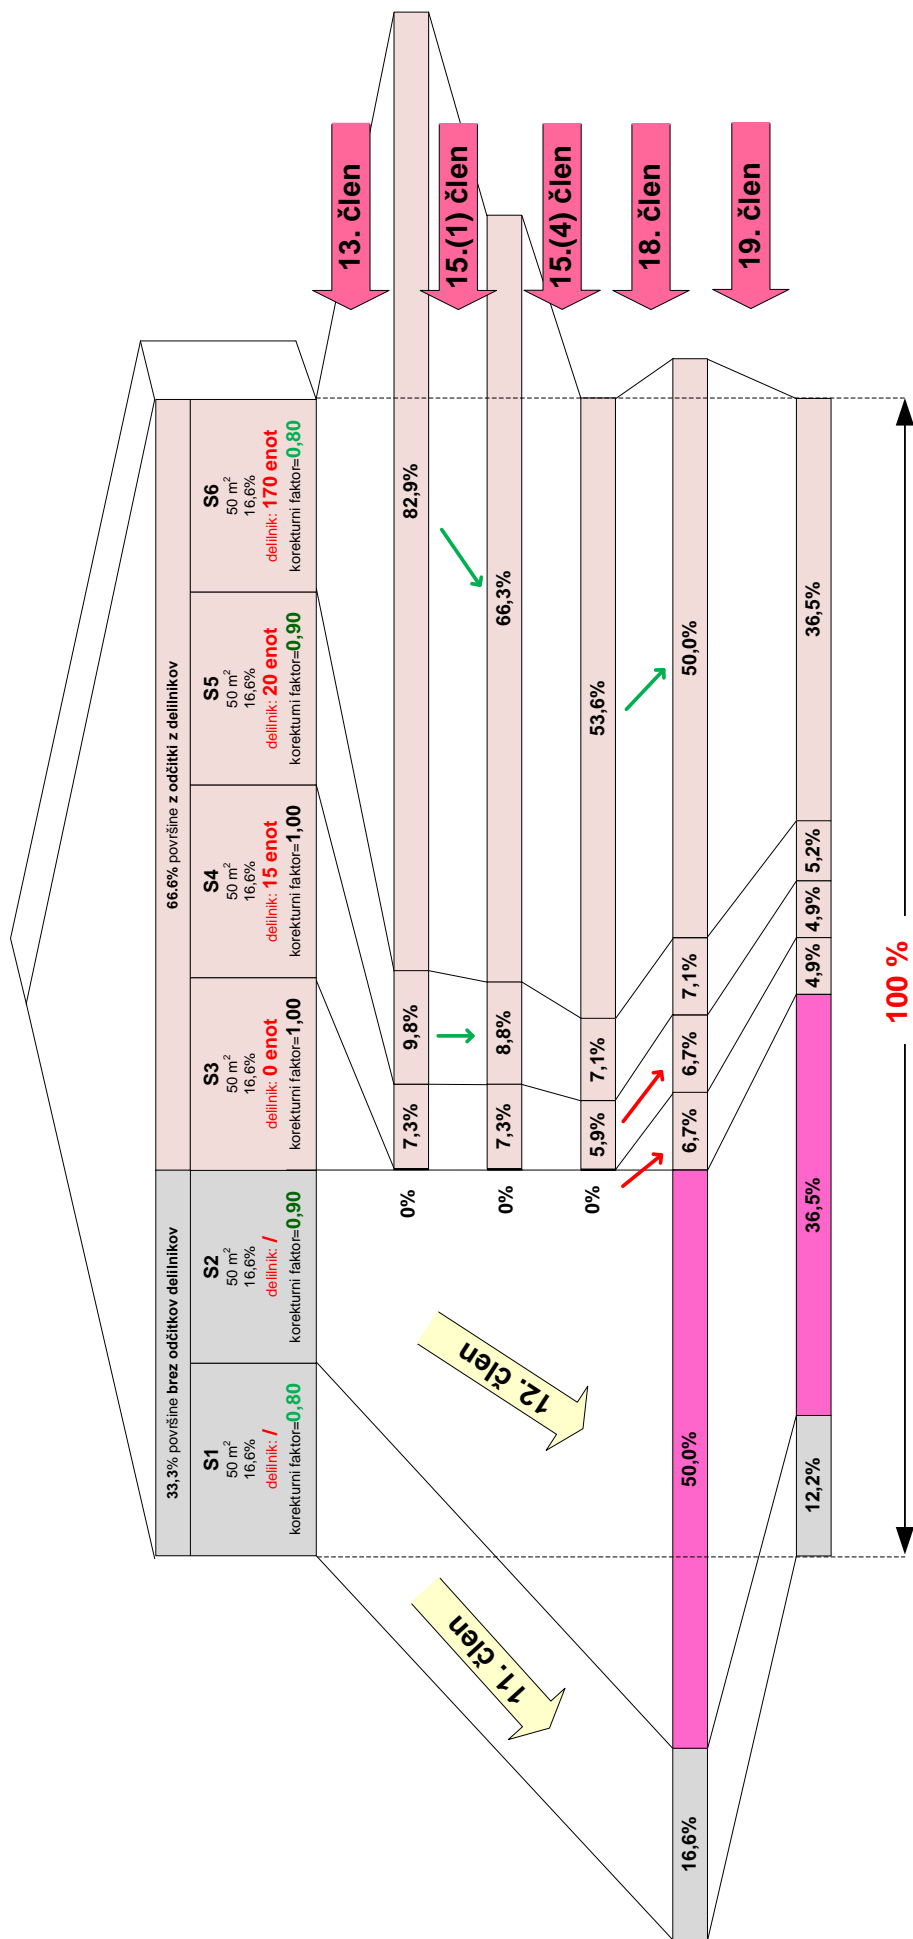 33,3% površine brez odčitkov delilnikov
66.6% površine z odčitki z delilnikov
S1
50 m²
16,6%
delilnik: /
korekturni faktor=0,80
S2
50 m²
16,6%
delilnik: /
korekturni faktor=0,90
S3
50 m²
16,6%
delilnik: 0 enot
korekturni faktor=1,00
S4
50 m²
16,6%
delilnik: 15 enot
korekturni faktor=1,00
S5
50 m²
16,6%
delilnik: 20 enot
korekturni faktor=0,90
S6
50 m²
16,6%
delilnik: 170 enot
korekturni faktor=0,80
13. člen
0%
7,3%
9,8%
82,9%
15.(1) člen
0%
7,3%
8,8%
66,3%
15.(4) člen
0%
5,9%
7,1%
53,6%
11. člen
12. člen
18. člen
16,6%
50,0%
6,7%
6,7%
7,1%
50,0%
19. člen
12,2%
36,5%
4,9%
4,9%
5,2%
36,5%
100 %